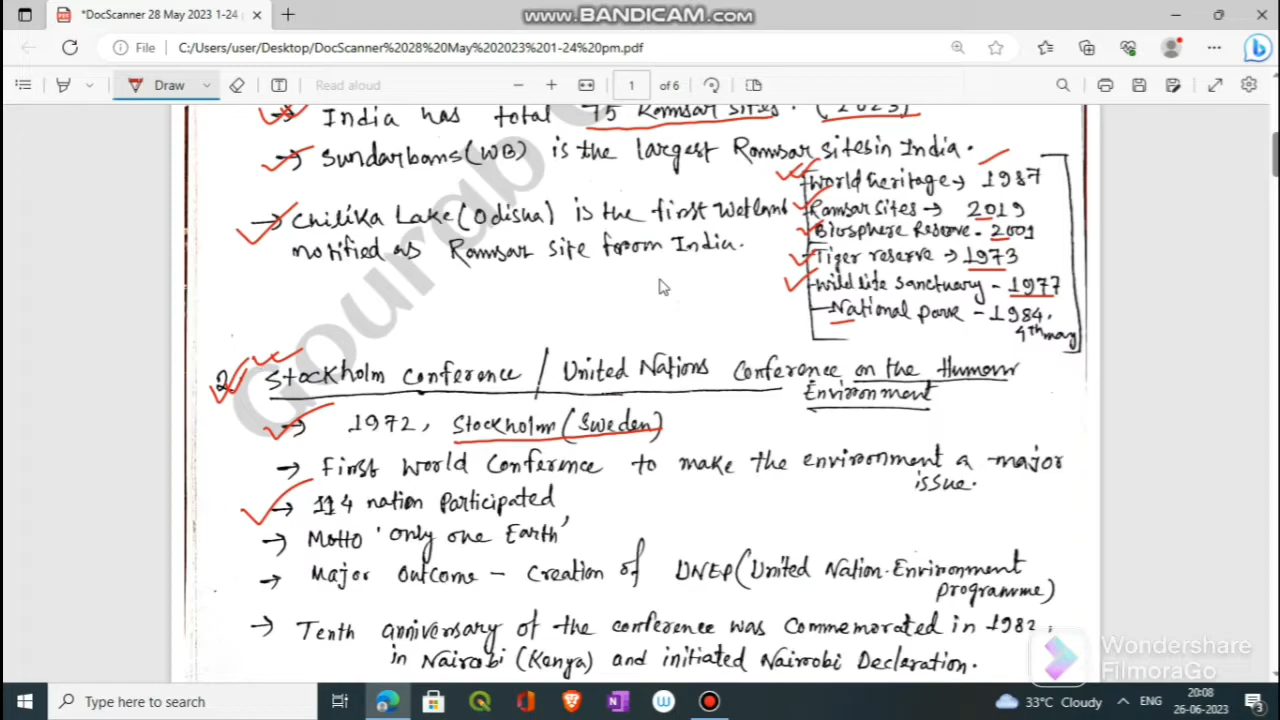 www.BANDICAM.com
*DocScanner 28 May 2023 1-24
File C:/Users/user/Desktop/DocScanner%2028%20May%202023%201-24%20pm.pdf
Draw Read aloud 1 of 6
India has total 75 Ramsar sites. (2023)
Sundarbans(WB) is the largest Ramsar sites in India.
World heritage → 1987
Chilika Lake(Odisha) is the first Wetland
Ramsar sites → 2019
Biosphere Reserve - 2001
notified as Ramsar site from India.
Tiger reserve → 1973
Wild life sanctuary - 1977
National park - 1984,
4th may
Gourab
2. Stockholm Conference / United Nations Conference on the Human
Environment
→ 1972, Stockholm (Sweden)
→ First World Conference to make the environment a major
issue.
→ 114 nation Participated
→ Motto 'only one Earth'
→ Major Outcome - Creation of UNEP(United Nation Environment
programme)
→ Tenth anniversary of the conference was commemorated in 1982,
in Nairobi (Kenya) and initiated Nairobi Declaration.
Wondershare
FilmoraGo
Type here to search
33°C Cloudy ENG 20:08
26-06-2023 3